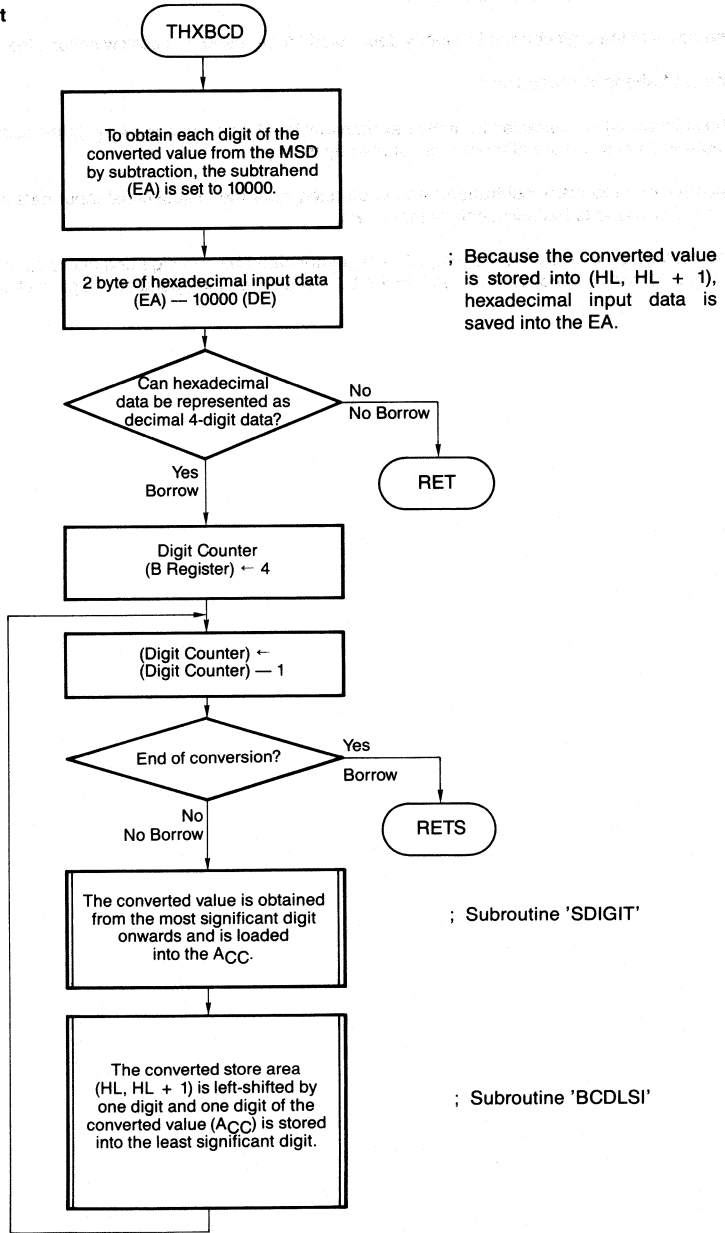 t
THXBCD
To obtain each digit of the
converted value from the MSD
by subtraction, the subtrahend
(EA) is set to 10000.
2 byte of hexadecimal input data
(EA) — 10000 (DE)
; Because the converted value
is stored into (HL, HL + 1),
hexadecimal input data is
saved into the EA.
Can hexadecimal
data be represented as
decimal 4-digit data?
No
No Borrow
RET
Yes
Borrow
Digit Counter
(B Register) ← 4
(Digit Counter) ←
(Digit Counter) — 1
End of conversion?
Yes
Borrow
RETS
No
No Borrow
The converted value is obtained
from the most significant digit
onwards and is loaded
into the ACC.
; Subroutine 'SDIGIT'
The converted store area
(HL, HL + 1) is left-shifted by
one digit and one digit of the
converted value (ACC) is stored
into the least significant digit.
; Subroutine 'BCDLSI'